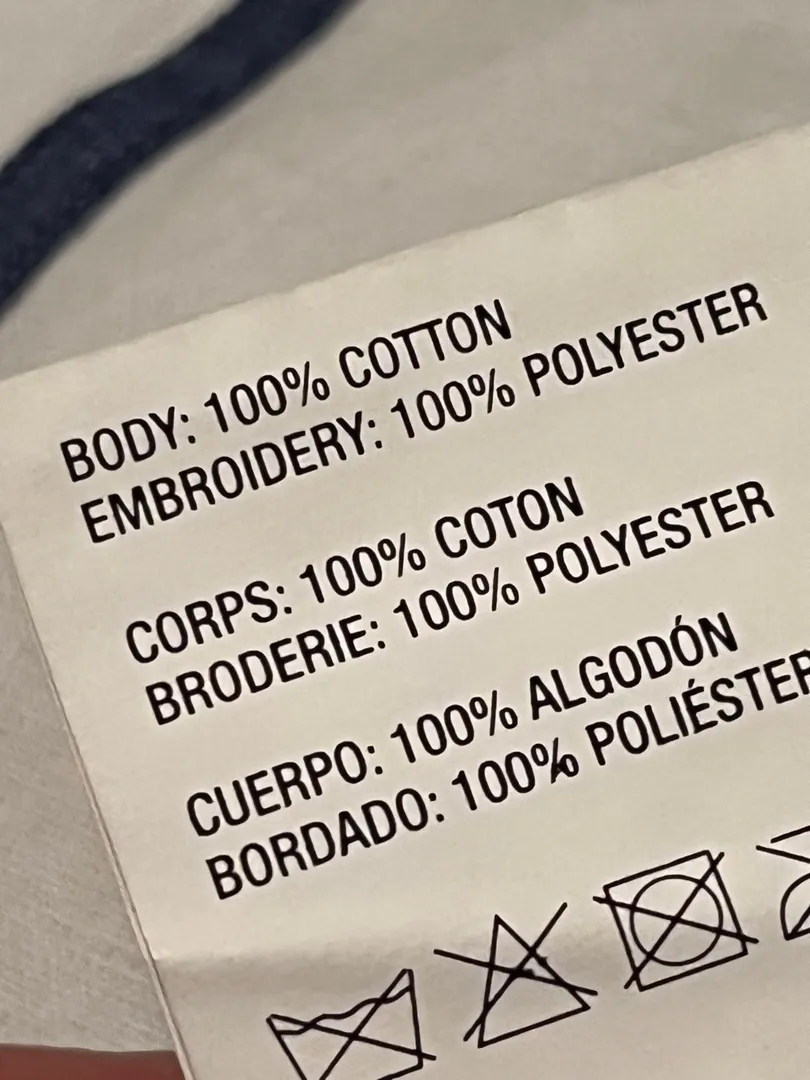 BODY: 100% COTTON
EMBROIDERY: 100% POLYESTER
CORPS: 100% COTON
BRODERIE: 100% POLYESTER
CUERPO: 100% ALGODÓN
BORDADO: 100% POLIÉSTER